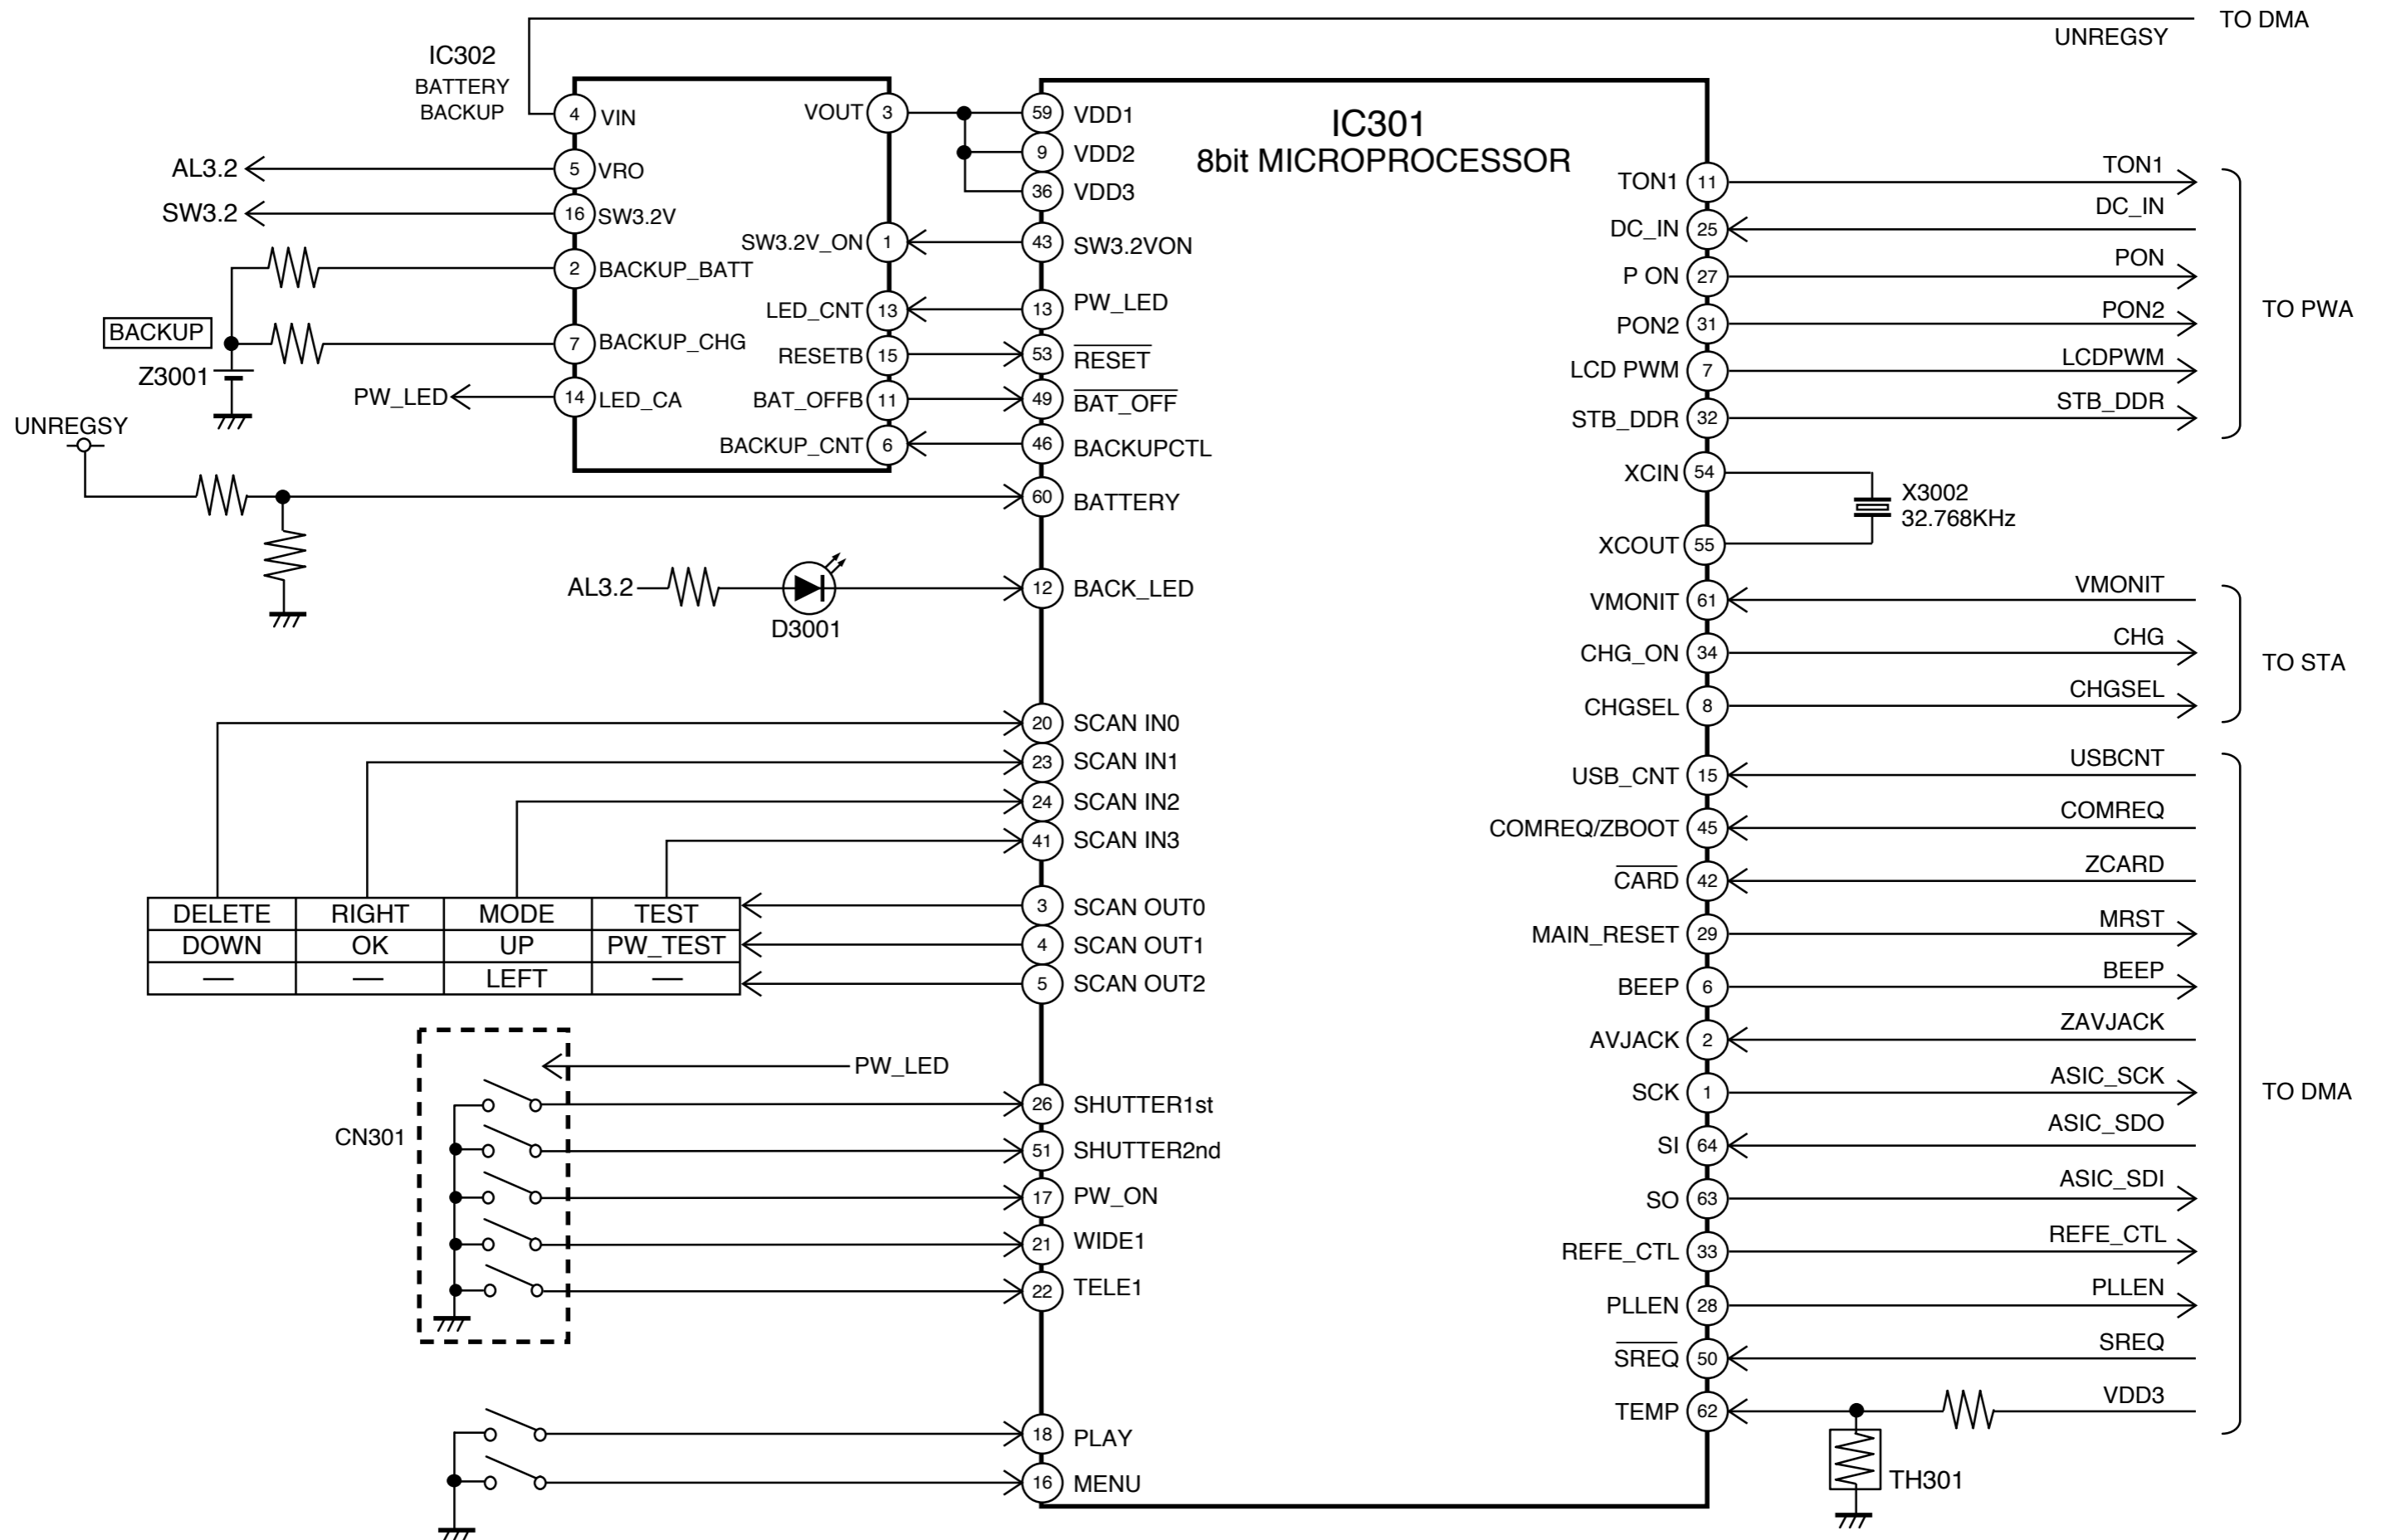 TO DMA
UNREGSY
IC302
BATTERY
BACKUP
4 VIN
VOUT 3
5 VRO
AL3.2
16 SW3.2V
SW3.2
SW3.2V_ON 1
2 BACKUP_BATT
LED_CNT 13
BACKUP
7 BACKUP_CHG
RESETB 15
Z3001
PW_LED
14 LED_CA
BAT_OFFB 11
BACKUP_CNT 6
UNREGSY
IC301
8bit MICROPROCESSOR
59 VDD1
9 VDD2
36 VDD3
43 SW3.2VON
13 PW_LED
53 RESET
49 BAT_OFF
46 BACKUPCTL
60 BATTERY
AL3.2
D3001
12 BACK_LED
20 SCAN IN0
23 SCAN IN1
24 SCAN IN2
41 SCAN IN3
3 SCAN OUT0
4 SCAN OUT1
5 SCAN OUT2
DELETE RIGHT MODE TEST
DOWN OK UP PW_TEST
— — LEFT —
PW_LED
CN301
26 SHUTTER1st
51 SHUTTER2nd
17 PW_ON
21 WIDE1
22 TELE1
18 PLAY
16 MENU
TON1 11 TON1
DC_IN 25 DC_IN
P ON 27 PON
PON2 31 PON2
LCD PWM 7 LCDPWM
STB_DDR 32 STB_DDR
TO PWA
XCIN 54
X3002
32.768KHz
XCOUT 55
VMONIT 61 VMONIT
CHG_ON 34 CHG
CHGSEL 8 CHGSEL
TO STA
USB_CNT 15 USBCNT
COMREQ/ZBOOT 45 COMREQ
CARD 42 ZCARD
MAIN_RESET 29 MRST
BEEP 6 BEEP
AVJACK 2 ZAVJACK
SCK 1 ASIC_SCK
TO DMA
SI 64 ASIC_SDO
SO 63 ASIC_SDI
REFE_CTL 33 REFE_CTL
PLLEN 28 PLLEN
SREQ 50 SREQ
TEMP 62 VDD3
TH301